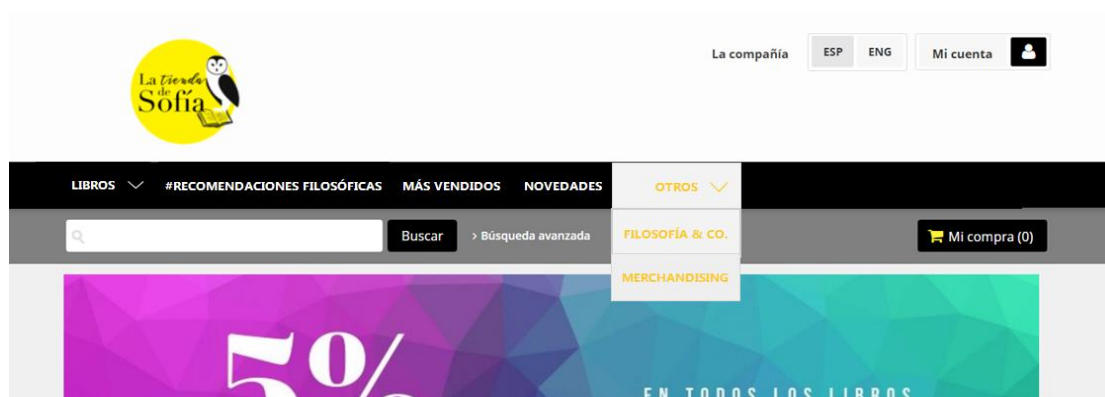 La tienda
de
Sofía
La compañía ESP ENG Mi cuenta
LIBROS #RECOMENDACIONES FILOSÓFICAS MÁS VENDIDOS NOVEDADES OTROS
Buscar > Búsqueda avanzada FILOSOFÍA & CO. Mi compra (0)
MERCHANDISING
5%
EN TODOS LOS LIBROS